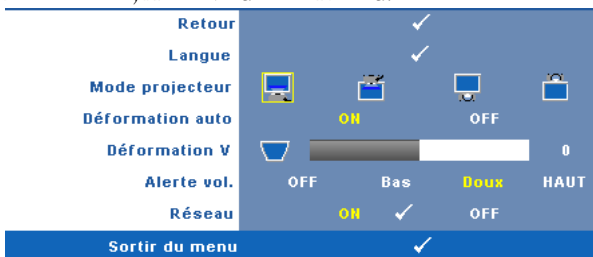 Retour ✓
Langue ✓
Mode projecteur
Déformation auto ON OFF
Déformation V 0
Alerte vol. OFF Bas Doux HAUT
Réseau ON ✓ OFF
Sortir du menu ✓